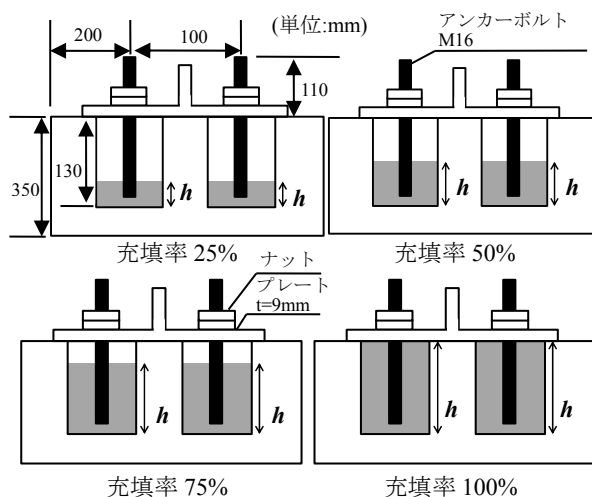 200
100
(単位:mm)
アンカーボルト
M16
110
350
130
h
h
h
h
充填率 25%
充填率 50%
ナット
プレート
t=9mm
h
h
h
h
充填率 75%
充填率 100%